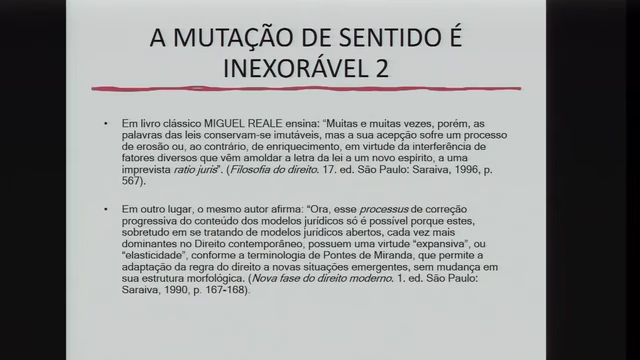 A MUTAÇÃO DE SENTIDO É
INEXORÁVEL 2
• Em livro clássico MIGUEL REALE ensina: “Muitas e muitas vezes, porém, as
palavras das leis conservam-se imutáveis, mas a sua acepção sofre um processo
de erosão ou, ao contrário, de enriquecimento, em virtude da interferência de
fatores diversos que vêm amoldar a letra da lei a um novo espírito, a uma
imprevista ratio juris”. (Filosofia do direito. 17. ed. São Paulo: Saraiva, 1996, p.
567).
• Em outro lugar, o mesmo autor afirma: “Ora, esse processus de correção
progressiva do conteúdo dos modelos jurídicos só é possível porque estes,
sobretudo em se tratando de modelos jurídicos abertos, cada vez mais
dominantes no Direito contemporâneo, possuem uma virtude “expansiva”, ou
“elasticidade”, conforme a terminologia de Pontes de Miranda, que permite a
adaptação da regra do direito a novas situações emergentes, sem mudança em
sua estrutura morfológica. (Nova fase do direito moderno. 1. ed. São Paulo:
Saraiva, 1990, p. 167-168).